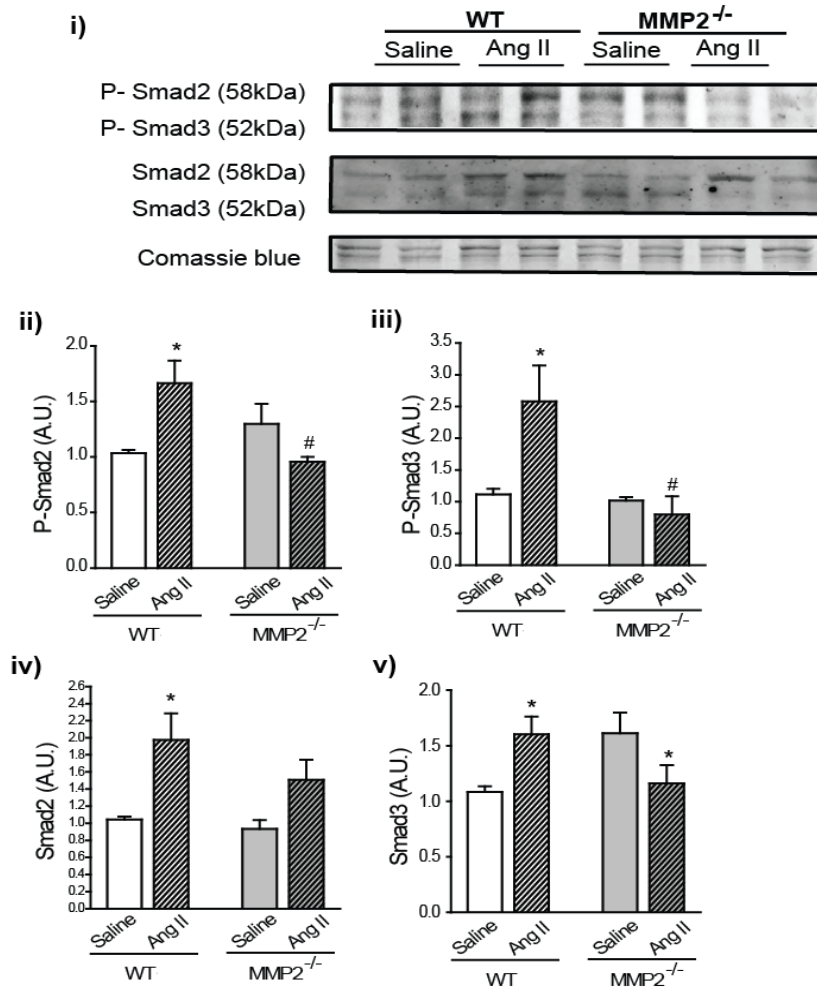 i)
WT MMP2-/-
Saline Ang II Saline Ang II
P- Smad2 (58kDa)
P- Smad3 (52kDa)
Smad2 (58kDa)
Smad3 (52kDa)
Comassie blue
ii)
P-Smad2 (A.U.)
2.0
1.5
1.0
0.5
0.0
*
#
Saline Ang II Saline Ang II
WT MMP2-/-
iii)
P-Smad3 (A.U.)
3.5
3.0
2.5
2.0
1.5
1.0
0.5
0.0
*
#
Saline Ang II Saline Ang II
WT MMP2-/-
iv)
Smad2 (A.U.)
2.6
2.4
2.2
2.0
1.8
1.6
1.4
1.2
1.0
0.8
0.6
0.4
0.2
0.0
*
Saline Ang II Saline Ang II
WT MMP2-/-
v)
Smad3 (A.U.)
2.0
1.5
1.0
0.5
0.0
*
*
Saline Ang II Saline Ang II
WT MMP2-/-